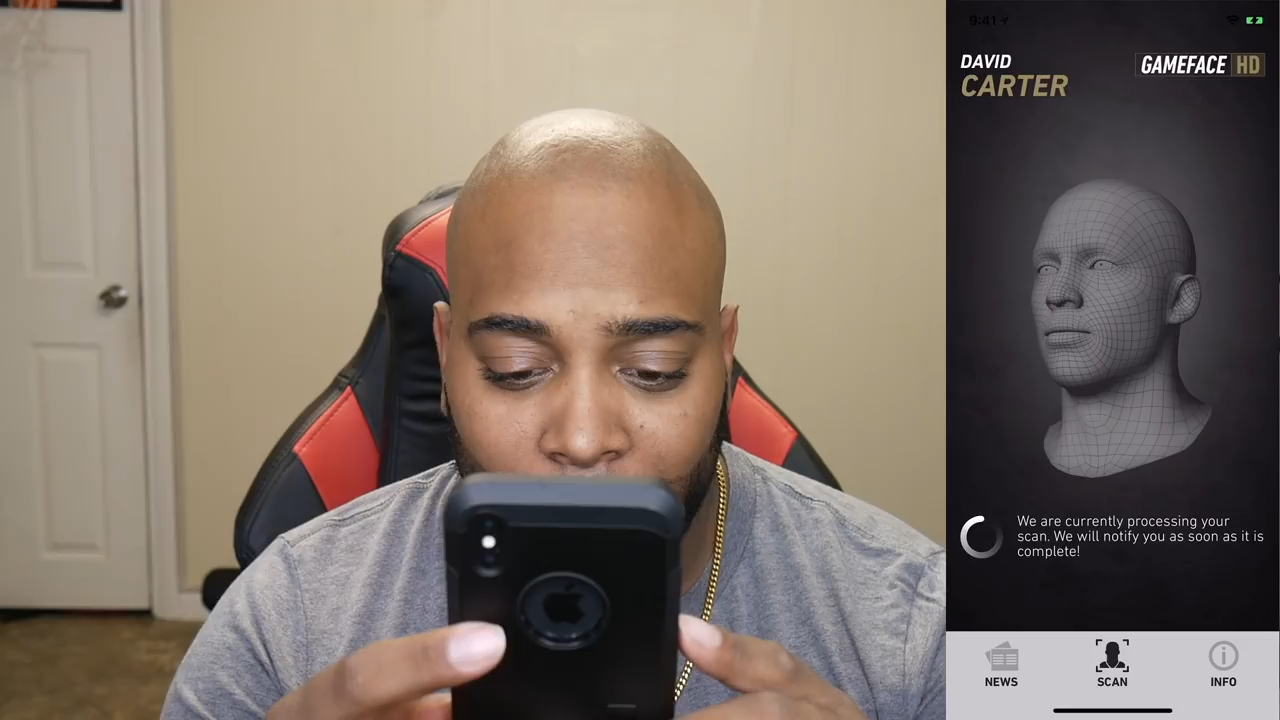 9:41
DAVID
CARTER
GAMEFACE HD
We are currently processing your
scan. We will notify you as soon as it is
complete!
NEWS
SCAN
INFO